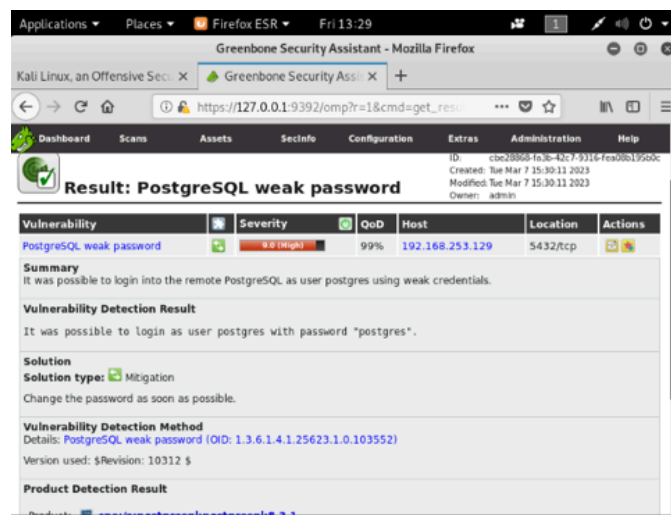 Applications Places Firefox ESR Fri 13:29 1
Greenbone Security Assistant - Mozilla Firefox
Kali Linux, an Offensive Secu Greenbone Security Assis
https://127.0.0.1:9392/omp?r=1&cmd=get_resu
Dashboard Scans Assets SecInfo Configuration Extras Administration Help
ID: cbe28868-fa3b-42c7-9316-fea08b195b0c
Created: Tue Mar 7 15:30:11 2023
Modified: Tue Mar 7 15:30:11 2023
Owner: admin
Result: PostgreSQL weak password
Vulnerability Severity QoD Host Location Actions
PostgreSQL weak password 9.0 (High) 99% 192.168.253.129 5432/tcp
Summary
It was possible to login into the remote PostgreSQL as user postgres using weak credentials.
Vulnerability Detection Result
It was possible to login as user postgres with password "postgres".
Solution
Solution type: Mitigation
Change the password as soon as possible.
Vulnerability Detection Method
Details: PostgreSQL weak password (OID: 1.3.6.1.4.1.25623.1.0.103552)
Version used: $Revision: 10312 $
Product Detection Result